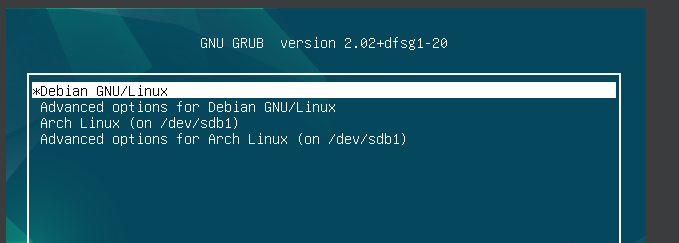 GNU GRUB version 2.02+dfsg1-20
*Debian GNU/Linux
Advanced options for Debian GNU/Linux
Arch Linux (on /dev/sdb1)
Advanced options for Arch Linux (on /dev/sdb1)